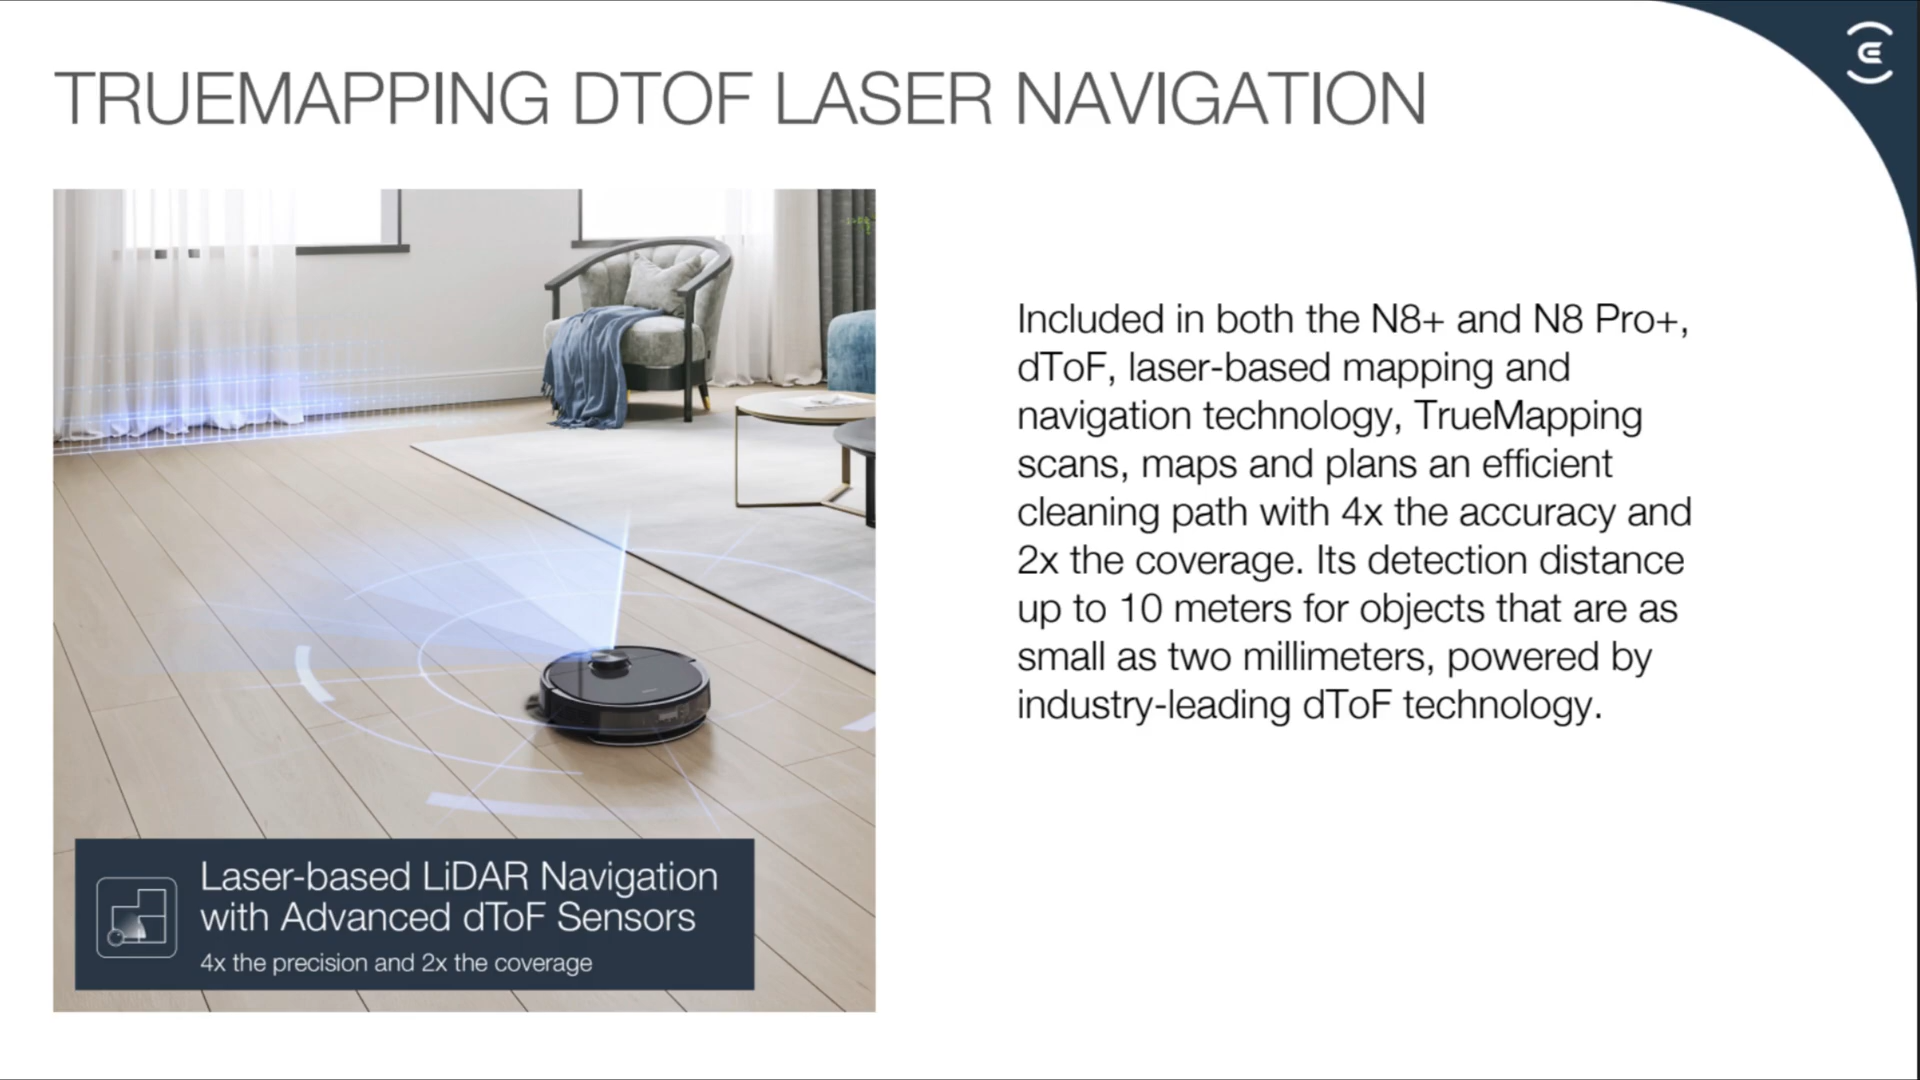 TRUEMAPPING DTOF LASER NAVIGATION
Included in both the N8+ and N8 Pro+,
dToF, laser-based mapping and
navigation technology, TrueMapping
scans, maps and plans an efficient
cleaning path with 4x the accuracy and
2x the coverage. Its detection distance
up to 10 meters for objects that are as
small as two millimeters, powered by
industry-leading dToF technology.
Laser-based LiDAR Navigation
with Advanced dToF Sensors
4x the precision and 2x the coverage